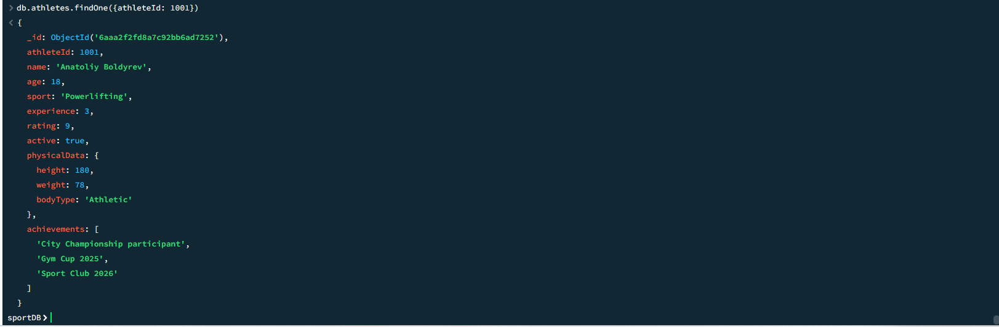 > db.athletes.findOne({athleteId: 1001})
< {
_id: ObjectId('6aaa2f2fd8a7c92bb6ad7252'),
athleteId: 1001,
name: 'Anatoliy Boldyrev',
age: 18,
sport: 'Powerlifting',
experience: 3,
rating: 9,
active: true,
physicalData: {
height: 180,
weight: 78,
bodyType: 'Athletic'
},
achievements: [
'City Championship participant',
'Gym Cup 2025',
'Sport Club 2026'
]
}
sportDB>